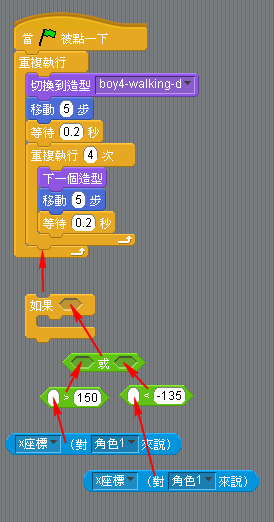 當 被點一下
重複執行
切換到造型 boy4-walking-d
移動 5 步
等待 0.2 秒
重複執行 4 次
下一個造型
移動 5 步
等待 0.2 秒
如果
或
> 150
< -135
x座標 (對 角色1 來說)
x座標 (對 角色1 來說)